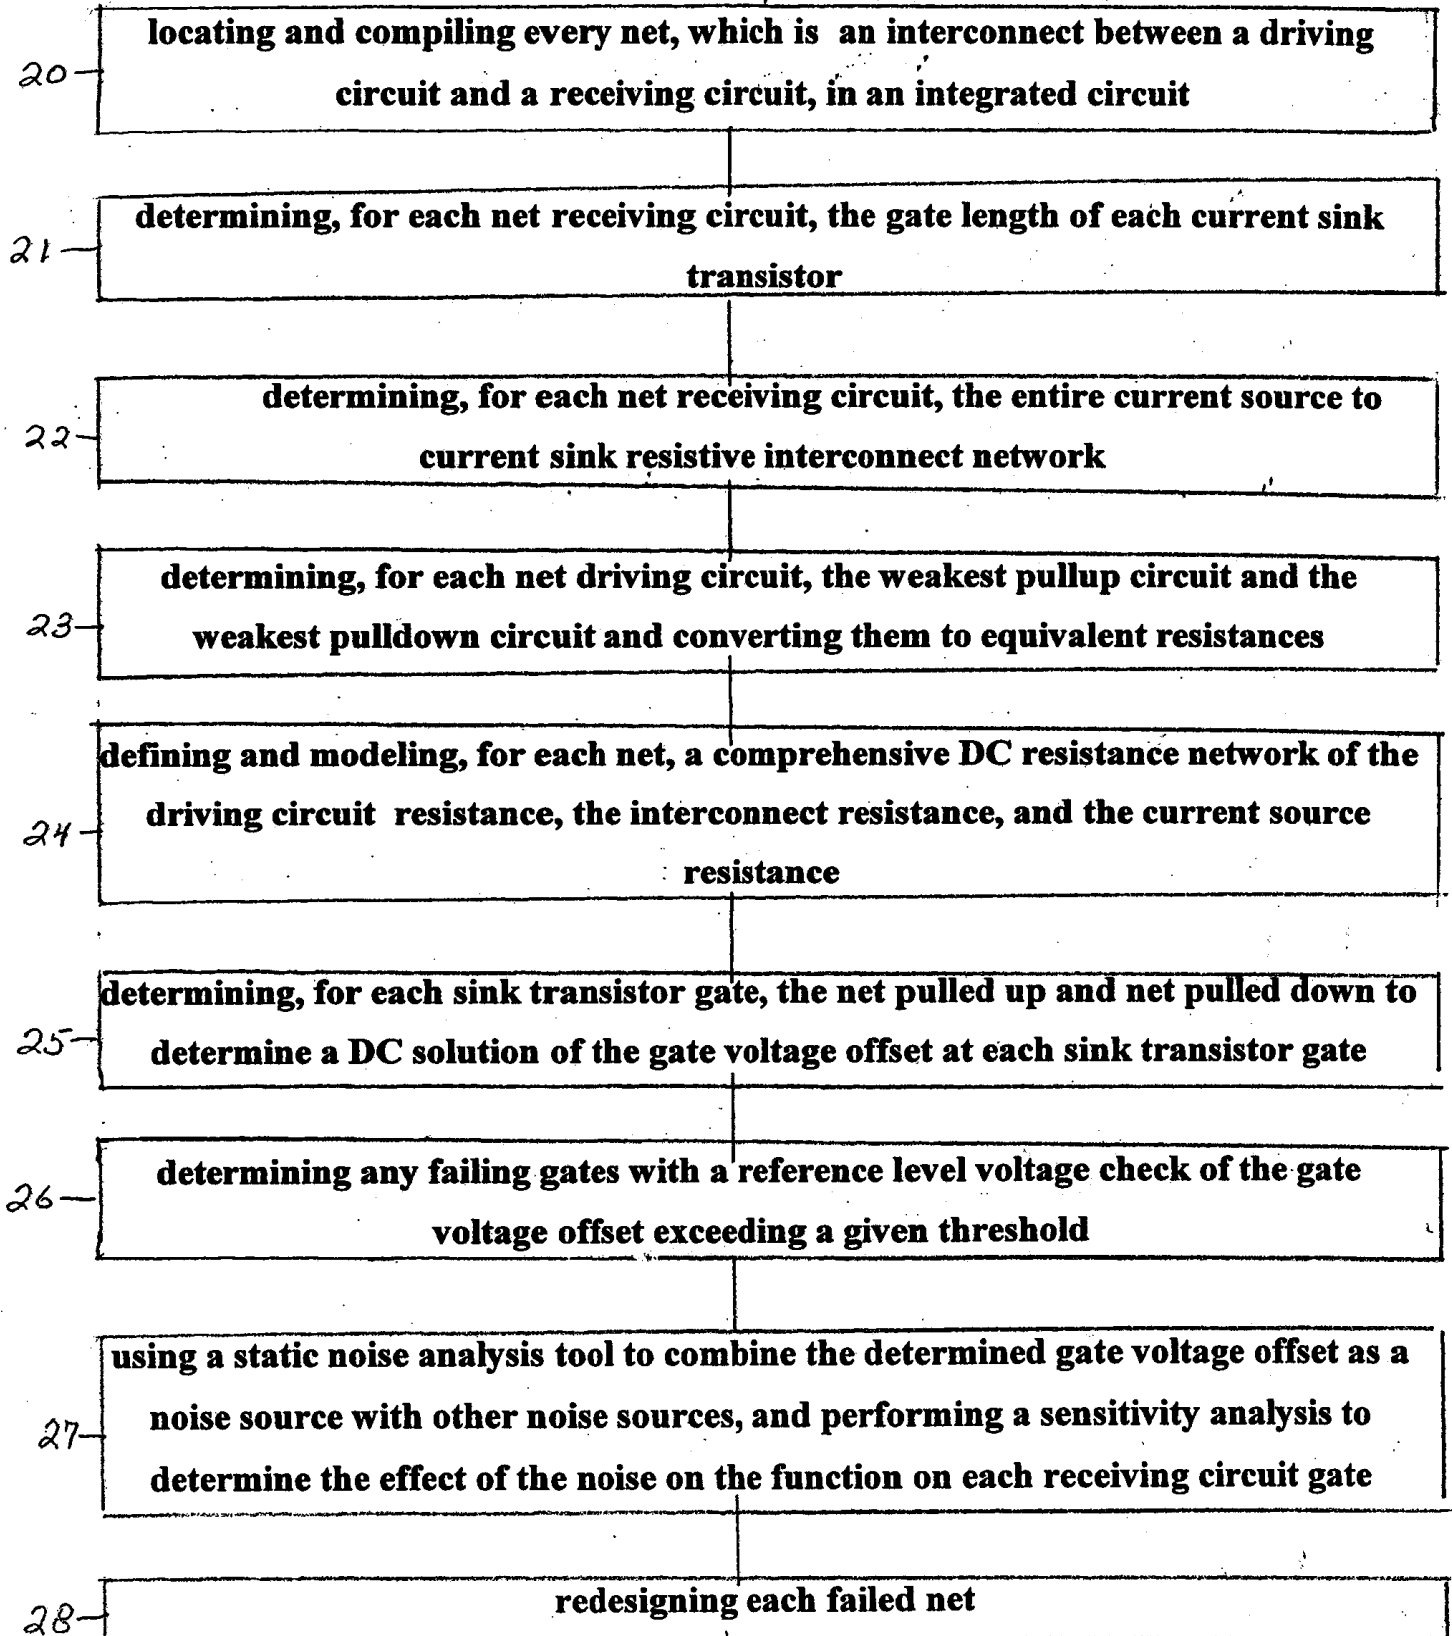 locating and compiling every net, which is an interconnect between a driving
20
circuit and a receiving circuit, in an integrated circuit
determining, for each net receiving circuit, the gate length of each current sink
21
transistor
determining, for each net receiving circuit, the entire current source to
22
current sink resistive interconnect network
determining, for each net driving circuit, the weakest pullup circuit and the
23
weakest pulldown circuit and converting them to equivalent resistances
defining and modeling, for each net, a comprehensive DC resistance network of the
driving circuit resistance, the interconnect resistance, and the current source
24
resistance
determining, for each sink transistor gate, the net pulled up and net pulled down to
25
determine a DC solution of the gate voltage offset at each sink transistor gate
determining any failing gates with a reference level voltage check of the gate
26
voltage offset exceeding a given threshold
using a static noise analysis tool to combine the determined gate voltage offset as a
noise source with other noise sources, and performing a sensitivity analysis to
27
determine the effect of the noise on the function on each receiving circuit gate
redesigning each failed net
28